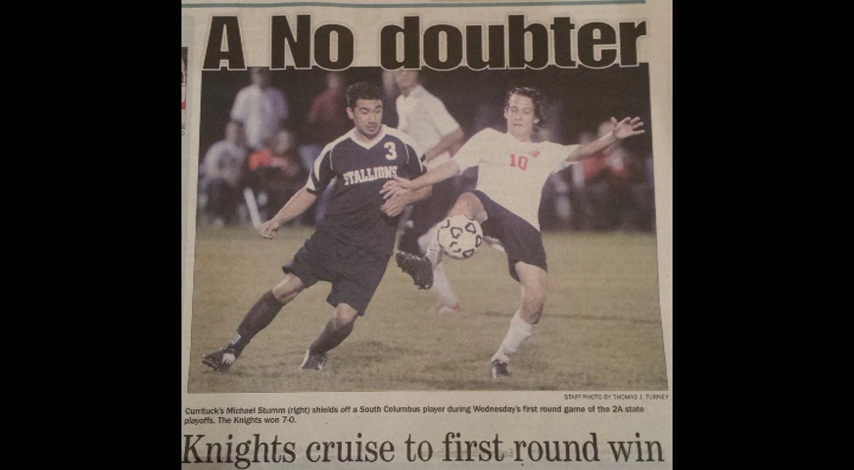 A No doubter
3
STALLIONS
10
STAFF PHOTO BY THOMAS J. TURNEY
Currituck's Michael Stumm (right) shields off a South Columbus player during Wednesday's first round game of the 2A state
playoffs. The Knights won 7-0.
Knights cruise to first round win